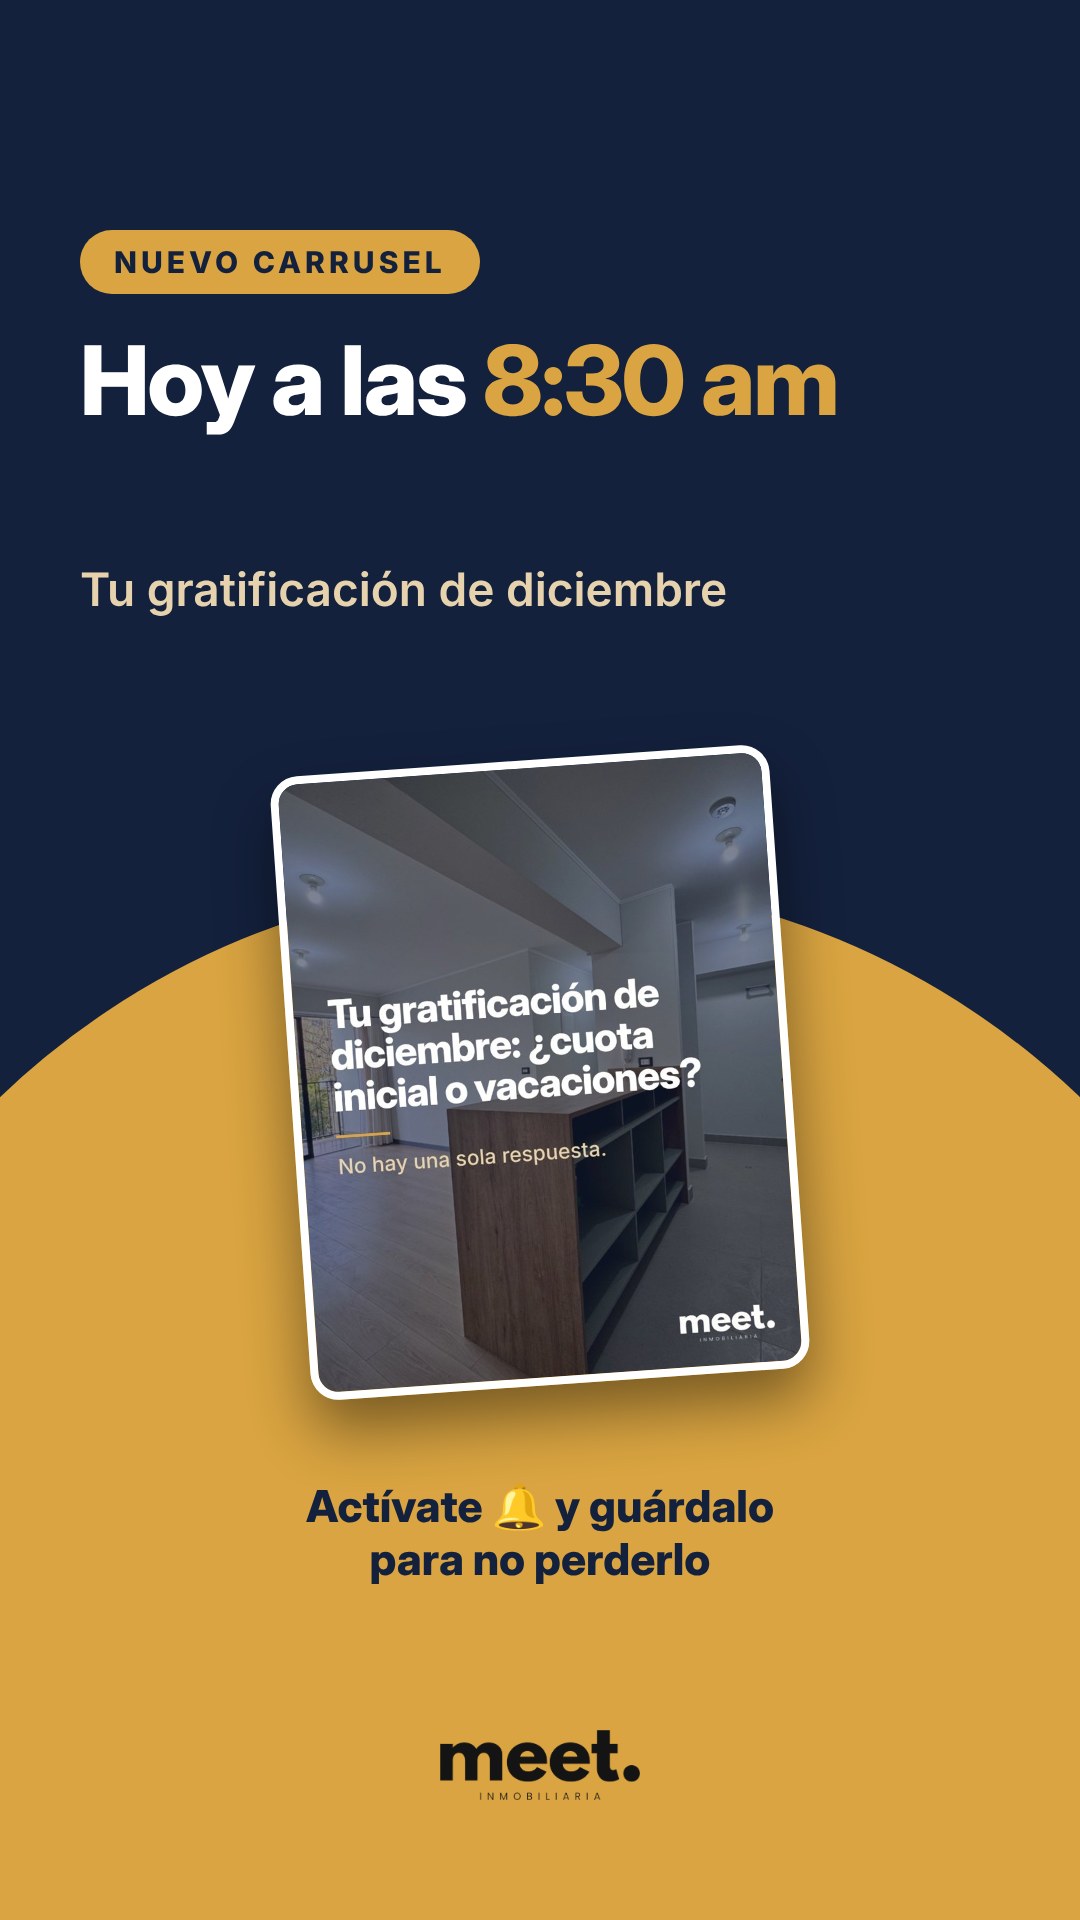 NUEVO CARRUSEL
Hoy a las 8:30 am
Tu gratificación de diciembre
Tu gratificación de
diciembre: ¿cuota
inicial o vacaciones?
No hay una sola respuesta.
meet.
INMOBILIARIA
Actívate 🔔 y guárdalo
para no perderlo
meet.
INMOBILIARIA